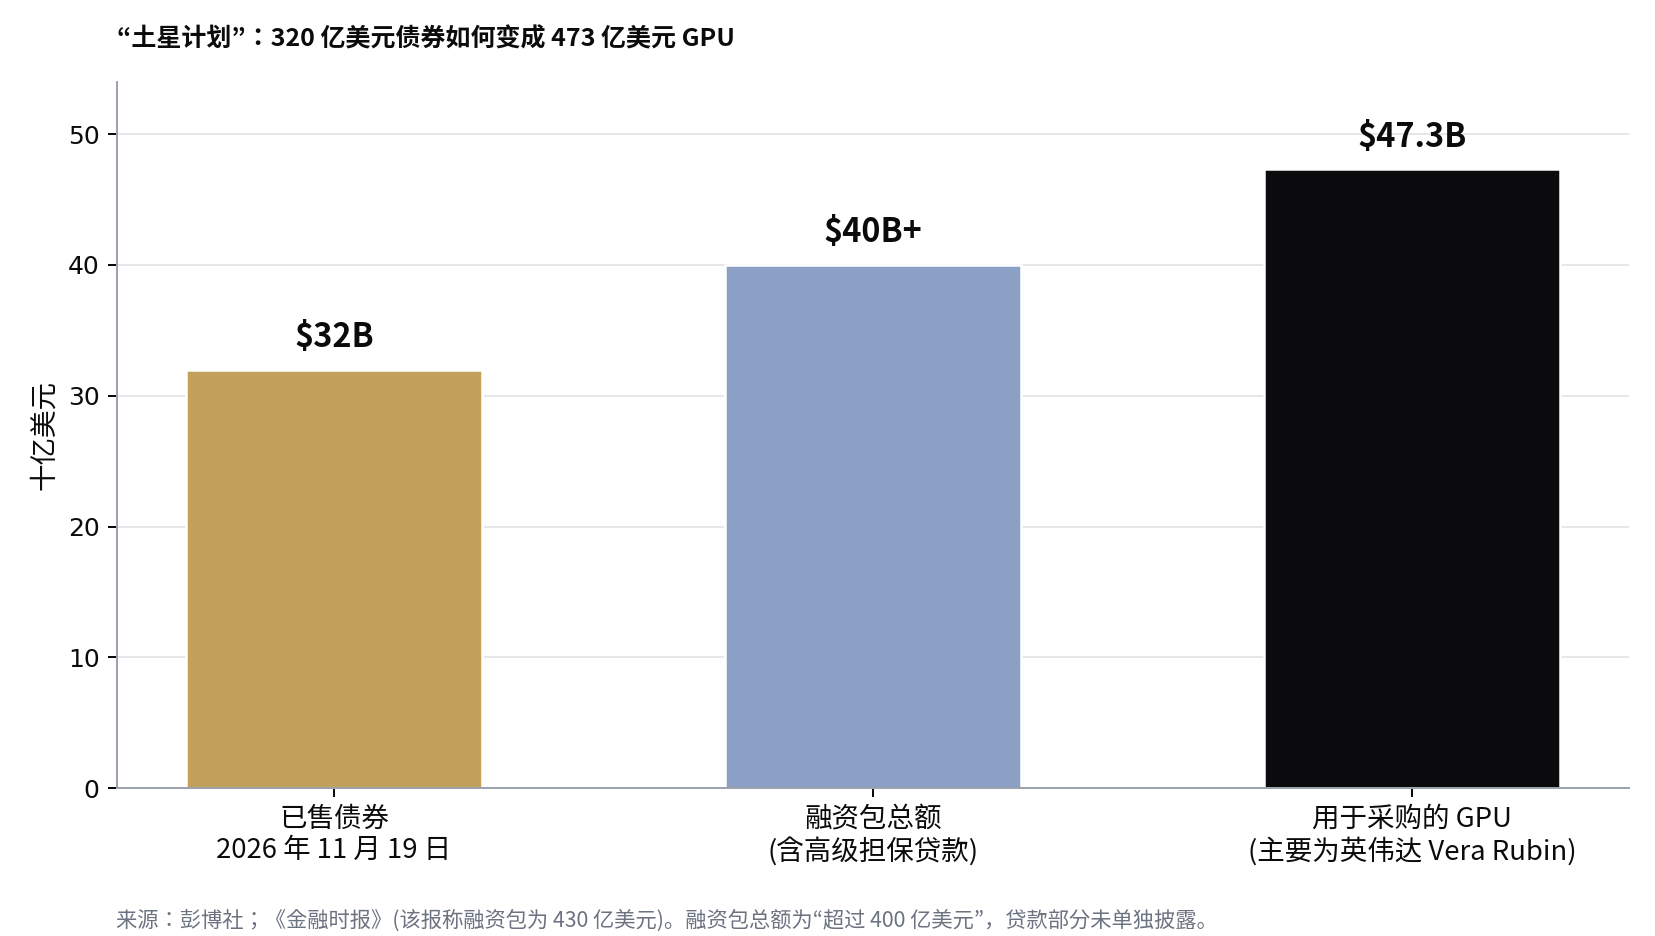 “土星计划”：320 亿美元债券如何变成 473 亿美元 GPU
十亿美元
50
40
30
20
10
0
$32B
$40B+
$47.3B
已售债券
2026 年 11 月 19 日
融资包总额
(含高级担保贷款)
用于采购的 GPU
(主要为英伟达 Vera Rubin)
来源：彭博社；《金融时报》(该报称融资包为 430 亿美元)。融资包总额为“超过 400 亿美元”，贷款部分未单独披露。